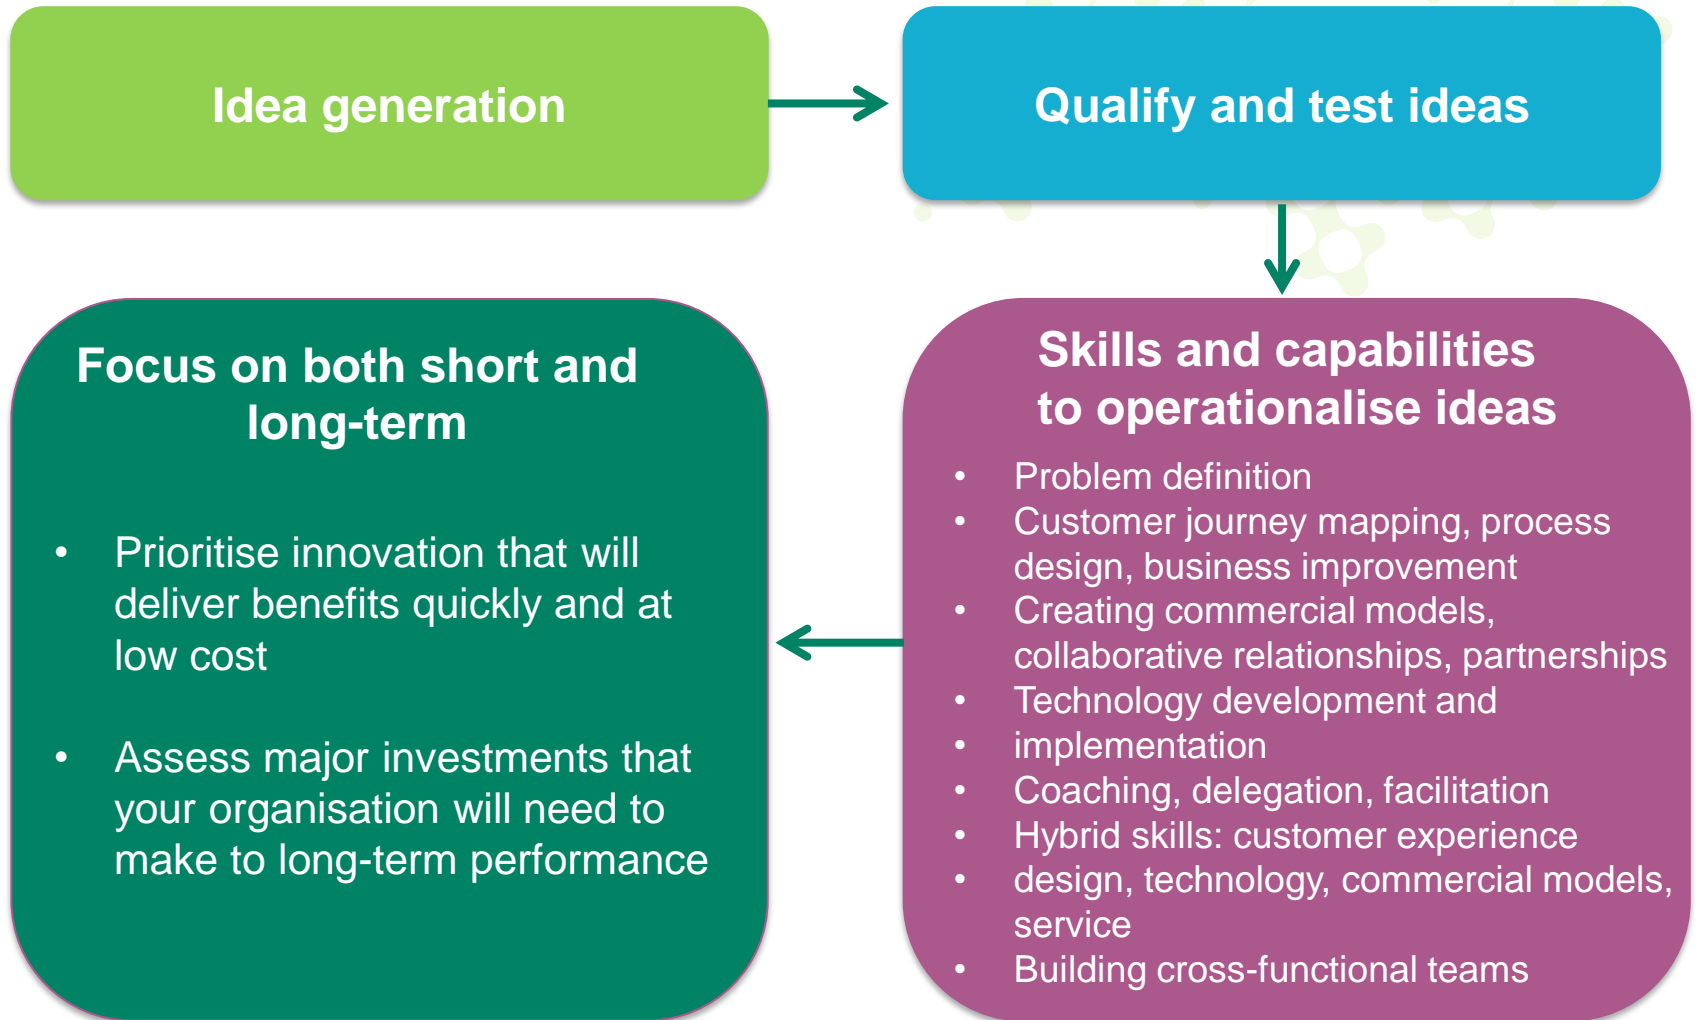 Idea generation
Qualify and test ideas
Skills and capabilities
to operationalise ideas
• Problem definition
• Customer journey mapping, process
design, business improvement
• Creating commercial models,
collaborative relationships, partnerships
• Technology development and
• implementation
• Coaching, delegation, facilitation
• Hybrid skills: customer experience
• design, technology, commercial models,
service
• Building cross-functional teams
Focus on both short and
long-term
• Prioritise innovation that will
deliver benefits quickly and at
low cost
• Assess major investments that
your organisation will need to
make to long-term performance